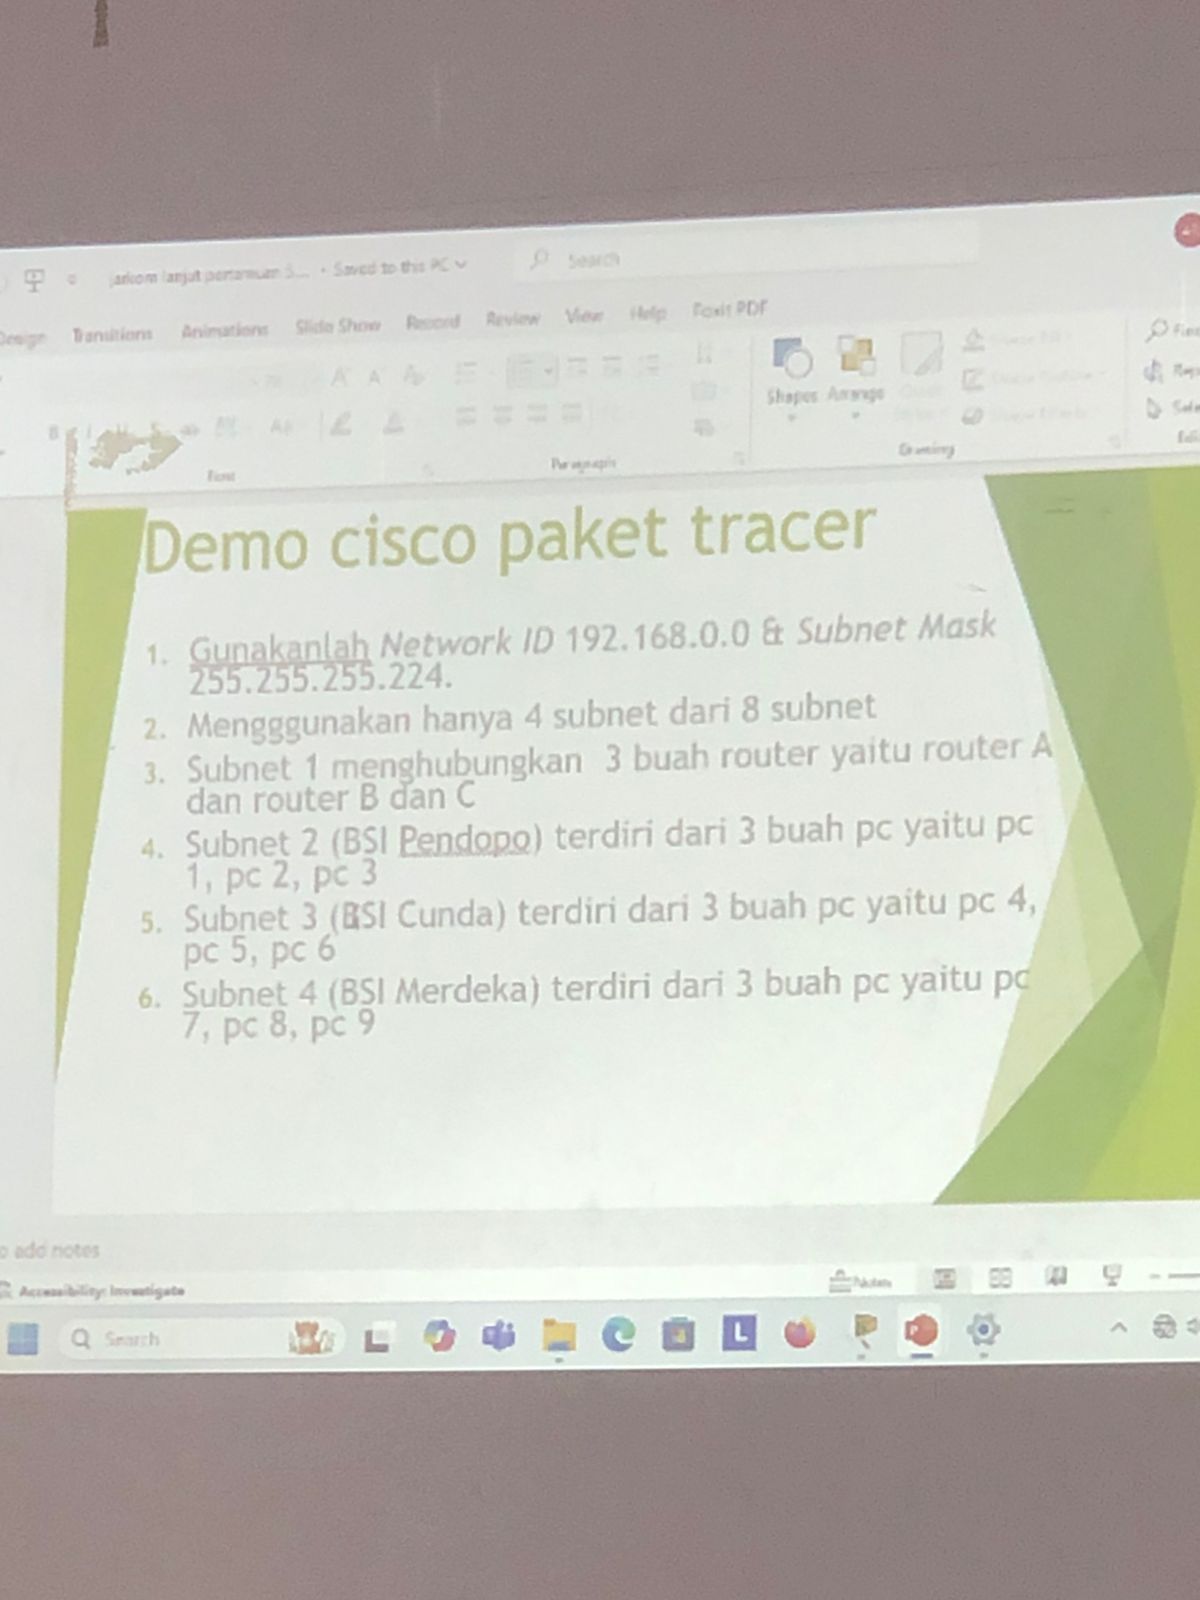 Saved to this PC
Search
Design Transitions Animations Slide Show Record Review View Help Foxit PDF
Shapes Arrange
Font
Paragraph
Drawing
Demo cisco paket tracer
1. Gunakanlah Network ID 192.168.0.0 & Subnet Mask
255.255.255.224.
2. Mengggunakan hanya 4 subnet dari 8 subnet
3. Subnet 1 menghubungkan 3 buah router yaitu router A
dan router B dan C
4. Subnet 2 (BSI Pendopo) terdiri dari 3 buah pc yaitu pc
1, pc 2, pc 3
5. Subnet 3 (BSI Cunda) terdiri dari 3 buah pc yaitu pc 4,
pc 5, pc 6
6. Subnet 4 (BSI Merdeka) terdiri dari 3 buah pc yaitu pc
7, pc 8, pc 9
add notes
Accessibility: Investigate
Notes
Search